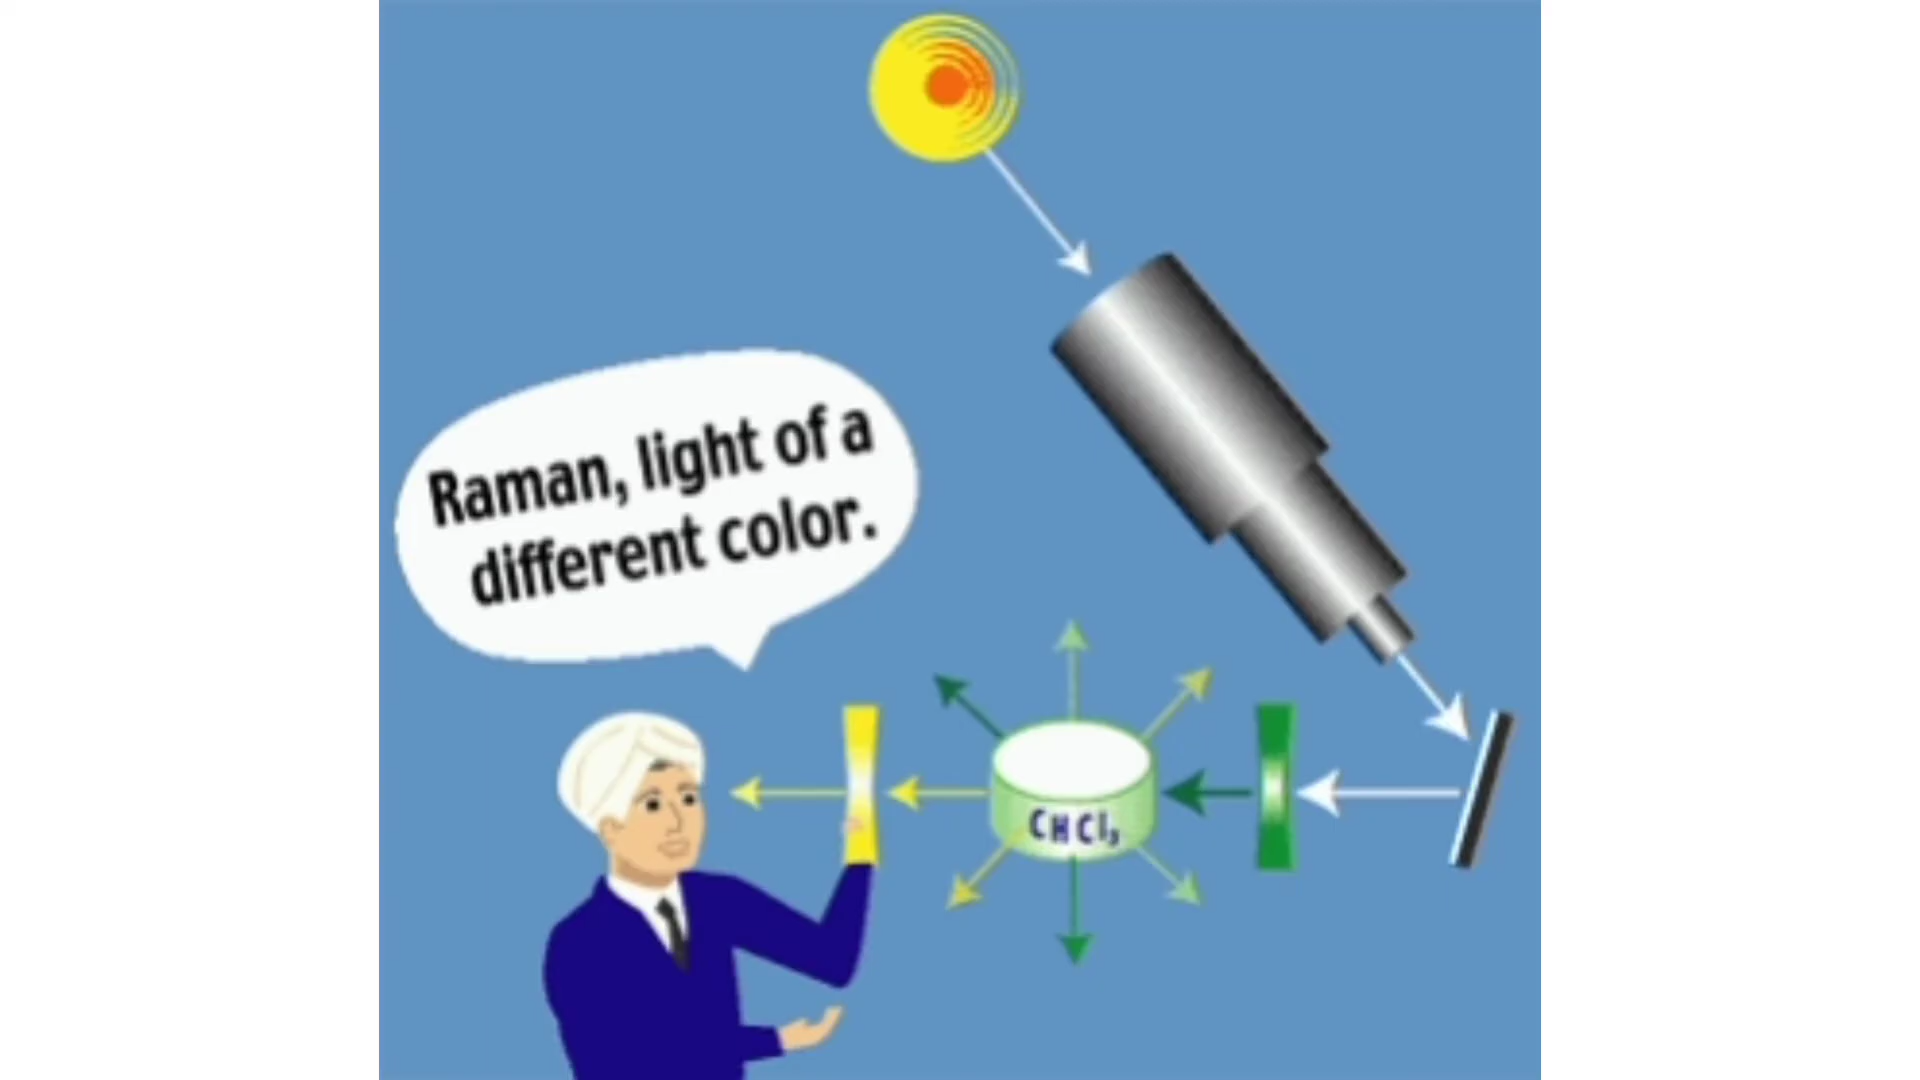 Raman, light of a
different color.
CHCl₃